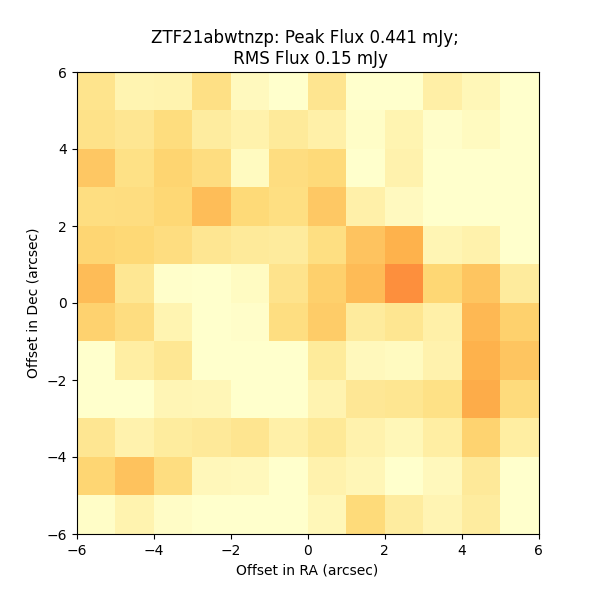 ZTF21abwtnzp: Peak Flux 0.441 mJy;
RMS Flux 0.15 mJy
6
4
2
0
−2
−4
−6
Offset in Dec (arcsec)
−6 −4 −2 0 2 4 6
Offset in RA (arcsec)